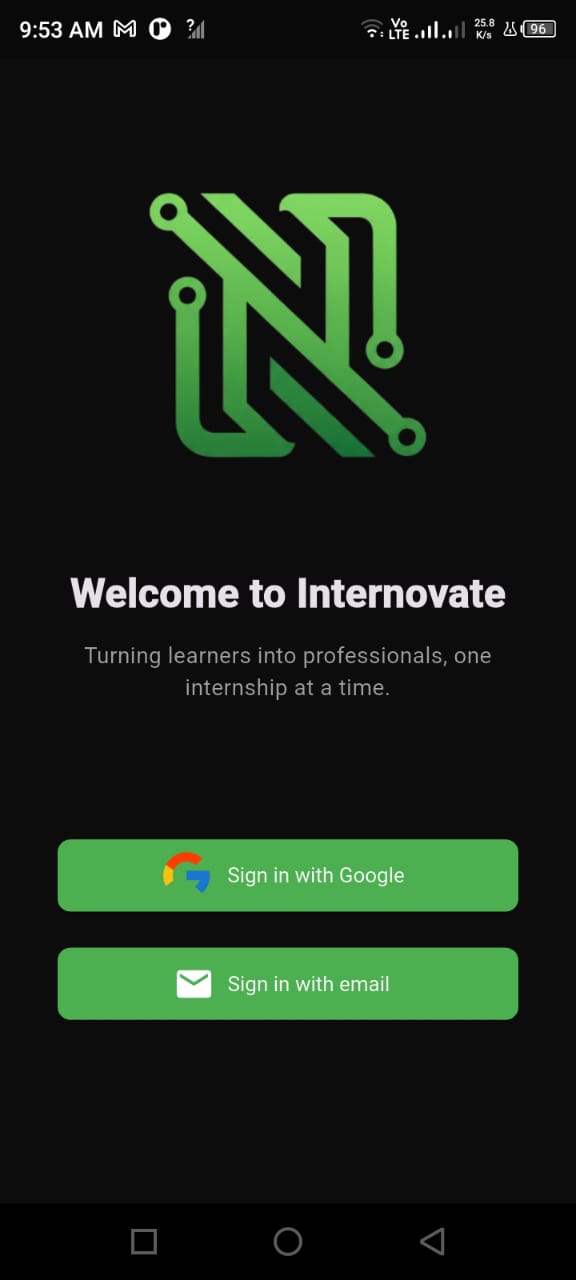 9:53 AM
Vo
LTE
25.8
K/s
96
Welcome to Internovate
Turning learners into professionals, one
internship at a time.
Sign in with Google
Sign in with email